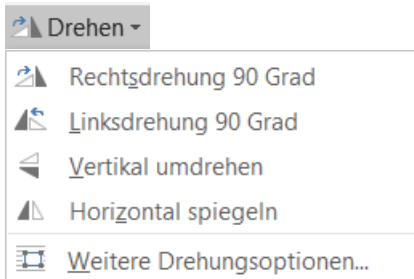 Drehen
Rechtsdrehung 90 Grad
Linksdrehung 90 Grad
Vertikal umdrehen
Horizontal spiegeln
Weitere Drehungsoptionen...